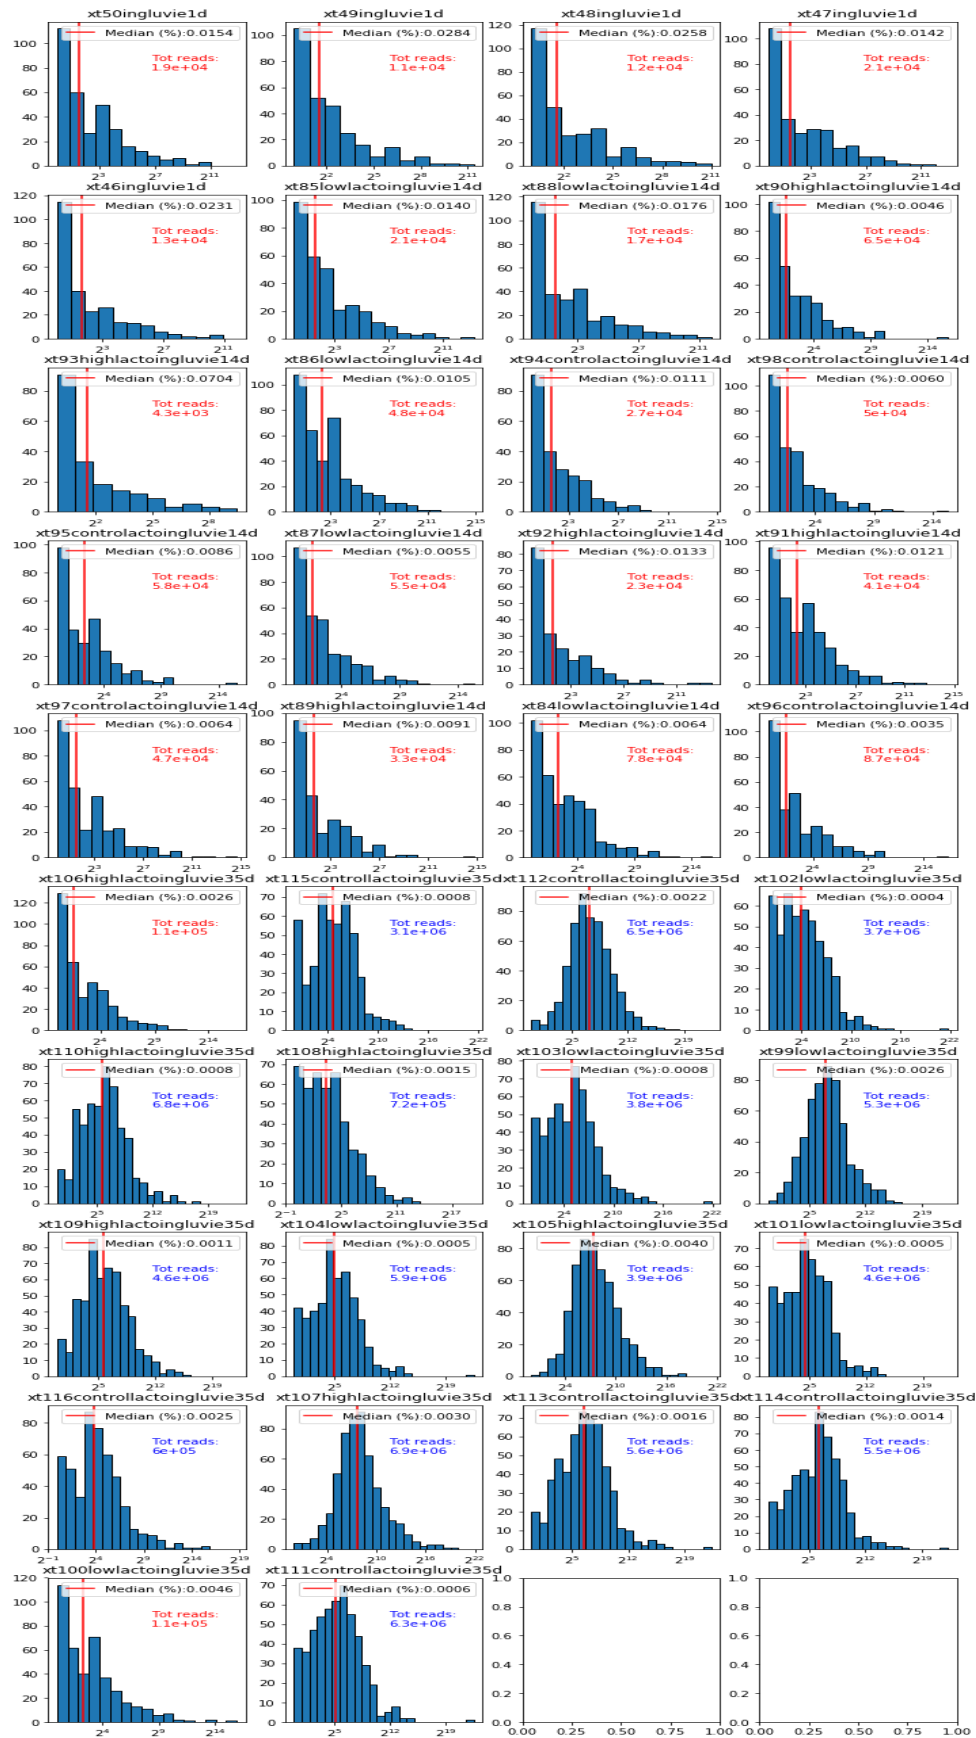 xt50ingluvie1d
Median (%):0.0154
Tot reads:
1.9e+04
xt49ingluvie1d
Median (%):0.0284
Tot reads:
1.1e+04
xt48ingluvie1d
Median (%):0.0258
Tot reads:
1.2e+04
xt47ingluvie1d
Median (%):0.0142
Tot reads:
2.1e+04
xt46ingluvie1d
Median (%):0.0231
Tot reads:
1.3e+04
xt85lowlactoingluvie14d
Median (%):0.0140
Tot reads:
2.1e+04
xt88lowlactoingluvie14d
Median (%):0.0176
Tot reads:
1.7e+04
xt90highlactoingluvie14d
Median (%):0.0046
Tot reads:
6.5e+04
xt93highlactoingluvie14d
Median (%):0.0704
Tot reads:
4.3e+03
xt86lowlactoingluvie14d
Median (%):0.0105
Tot reads:
4.8e+04
xt94controlactoingluvie14d
Median (%):0.0111
Tot reads:
2.7e+04
xt98controlactoingluvie14d
Median (%):0.0060
Tot reads:
5e+04
xt95controlactoingluvie14d
Median (%):0.0086
Tot reads:
5.8e+04
xt87lowlactoingluvie14d
Median (%):0.0055
Tot reads:
5.5e+04
xt92highlactoingluvie14d
Median (%):0.0133
Tot reads:
2.3e+04
xt91highlactoingluvie14d
Median (%):0.0121
Tot reads:
4.1e+04
xt97controlactoingluvie14d
Median (%):0.0064
Tot reads:
4.7e+04
xt89highlactoingluvie14d
Median (%):0.0091
Tot reads:
3.3e+04
xt84lowlactoingluvie14d
Median (%):0.0064
Tot reads:
7.8e+04
xt96controlactoingluvie14d
Median (%):0.0035
Tot reads:
8.7e+04
xt106highlactoingluvie35d
Median (%):0.0026
Tot reads:
1.1e+05
xt115controllactoingluvie35d
Median (%):0.0008
Tot reads:
3.1e+06
xt112controllactoingluvie35d
Median (%):0.0022
Tot reads:
6.5e+06
xt102lowlactoingluvie35d
Median (%):0.0004
Tot reads:
3.7e+06
xt110highlactoingluvie35d
Median (%):0.0008
Tot reads:
6.8e+06
xt108highlactoingluvie35d
Median (%):0.0015
Tot reads:
7.2e+05
xt103lowlactoingluvie35d
Median (%):0.0008
Tot reads:
3.8e+06
xt99lowlactoingluvie35d
Median (%):0.0026
Tot reads:
5.3e+06
xt109highlactoingluvie35d
Median (%):0.0011
Tot reads:
4.6e+06
xt104lowlactoingluvie35d
Median (%):0.0005
Tot reads:
5.9e+06
xt105highlactoingluvie35d
Median (%):0.0040
Tot reads:
3.9e+06
xt101lowlactoingluvie35d
Median (%):0.0005
Tot reads:
4.6e+06
xt116controllactoingluvie35d
Median (%):0.0025
Tot reads:
6e+05
xt107highlactoingluvie35d
Median (%):0.0030
Tot reads:
6.9e+06
xt113controllactoingluvie35d
Median (%):0.0016
Tot reads:
5.6e+06
xt114controllactoingluvie35d
Median (%):0.0014
Tot reads:
5.5e+06
xt100lowlactoingluvie35d
Median (%):0.0046
Tot reads:
1.1e+05
xt111controllactoingluvie35d
Median (%):0.0006
Tot reads:
6.3e+06